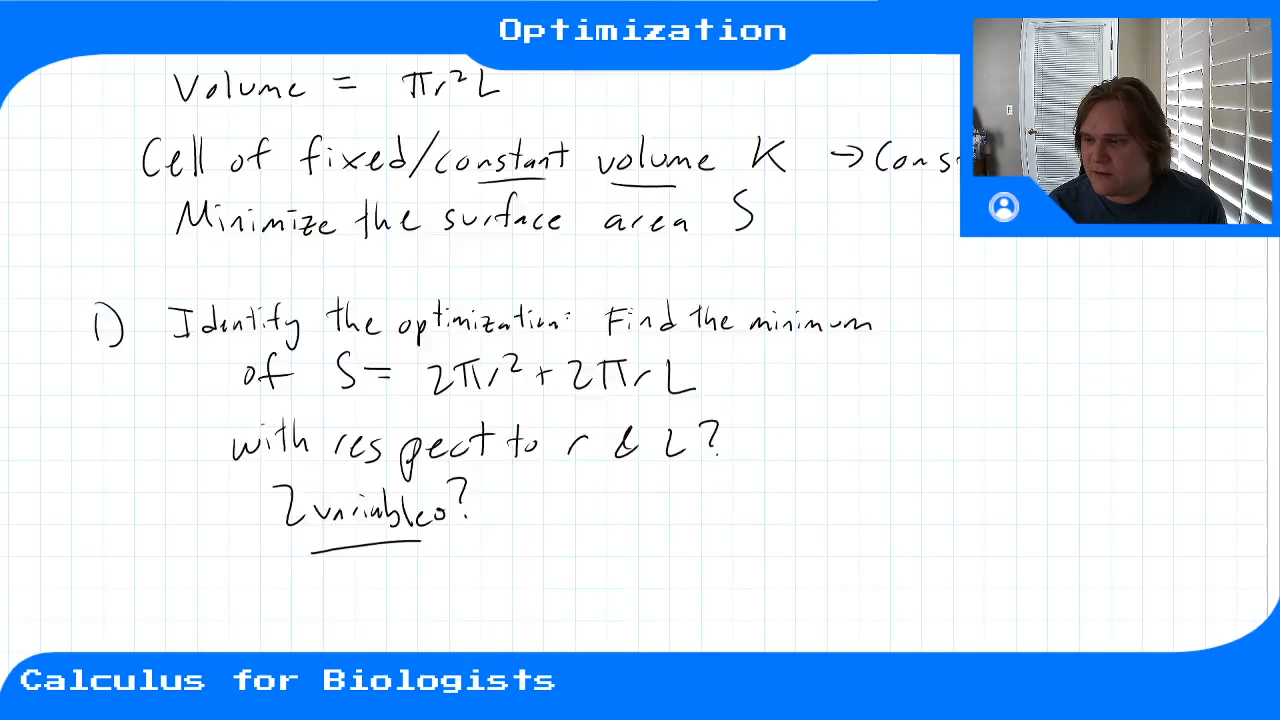 Optimization
Volume = πr²L
Cell of fixed/constant volume K → Cons
Minimize the surface area S
1) Identify the optimization: Find the minimum
of S = 2πr² + 2πrL
with respect to r & L?
2 variables?
Calculus for Biologists